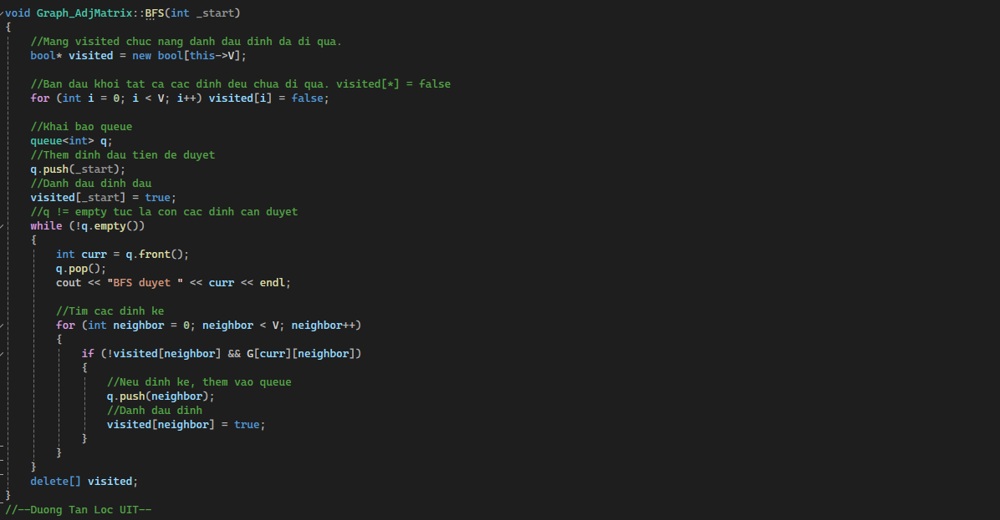 void Graph_AdjMatrix::BFS(int _start)
{
//Mang visited chuc nang danh dau dinh da di qua.
bool* visited = new bool[this->V];
//Ban dau khoi tat ca cac dinh deu chua di qua. visited[*] = false
for (int i = 0; i < V; i++) visited[i] = false;
//Khai bao queue
queue<int> q;
//Them dinh dau tien de duyet
q.push(_start);
//Danh dau dinh dau
visited[_start] = true;
//q != empty tuc la con cac dinh can duyet
while (!q.empty())
{
int curr = q.front();
q.pop();
cout << "BFS duyet " << curr << endl;
//Tim cac dinh ke
for (int neighbor = 0; neighbor < V; neighbor++)
{
if (!visited[neighbor] && G[curr][neighbor])
{
//Neu dinh ke, them vao queue
q.push(neighbor);
//Danh dau dinh
visited[neighbor] = true;
}
}
}
delete[] visited;
}
//--Duong Tan Loc UIT--